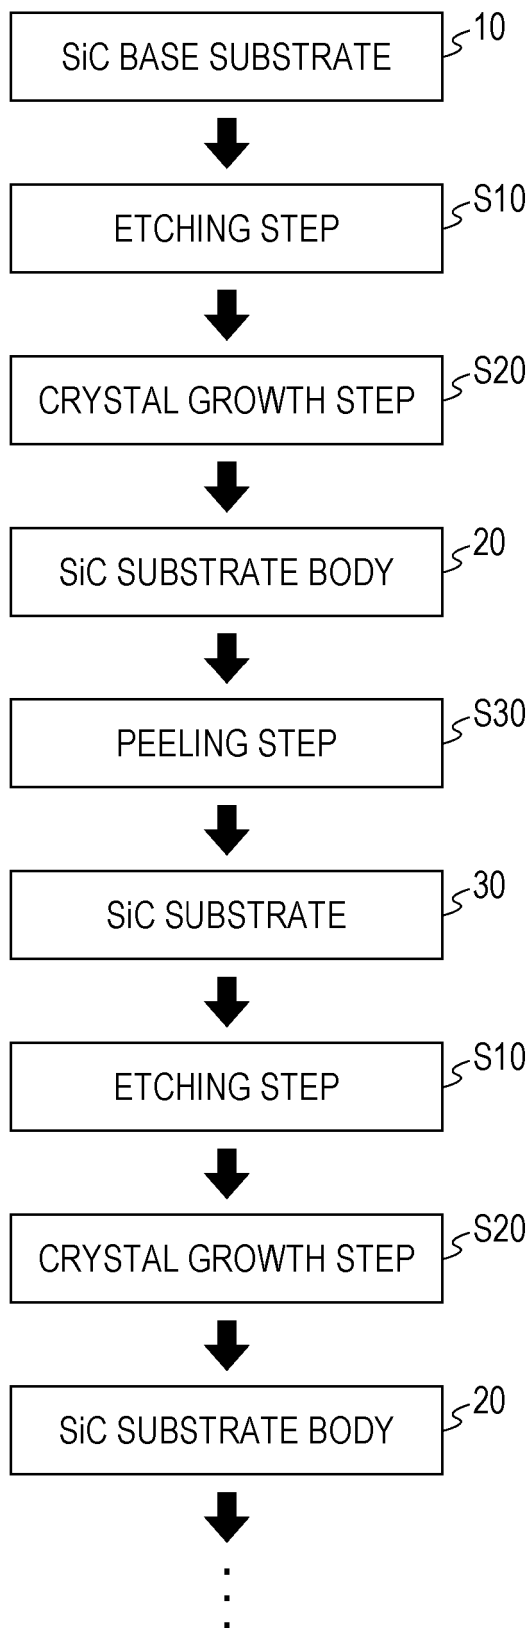 SiC BASE SUBSTRATE
10
ETCHING STEP
S10
CRYSTAL GROWTH STEP
S20
SiC SUBSTRATE BODY
20
PEELING STEP
S30
SiC SUBSTRATE
30
ETCHING STEP
S10
CRYSTAL GROWTH STEP
S20
SiC SUBSTRATE BODY
20